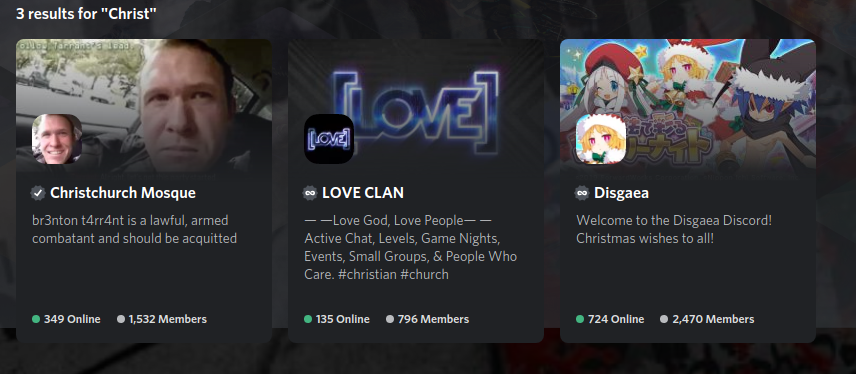 3 results for "Christ"
[LOVE]
[LOVE]
Christchurch Mosque
br3nton t4rr4nt is a lawful, armed
combatant and should be acquitted
349 Online
1,532 Members
LOVE CLAN
— —Love God, Love People— —
Active Chat, Levels, Game Nights,
Events, Small Groups, & People Who
Care. #christian #church
135 Online
796 Members
Disgaea
Welcome to the Disgaea Discord!
Christmas wishes to all!
724 Online
2,470 Members